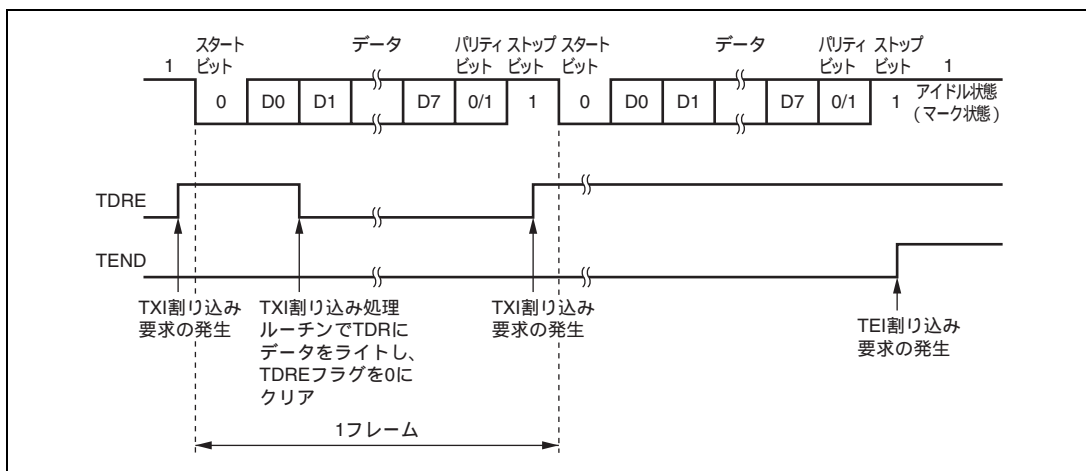 スタート
ビット
データ
パリティ
ビット
ストップ
ビット
スタート
ビット
データ
パリティ
ビット
ストップ
ビット
1
1
0 D0 D1 D7 0/1 1 0 D0 D1 D7 0/1 1
アイドル状態
(マーク状態)
TDRE
TEND
TXI割り込み
要求の発生
TXI割り込み処理
ルーチンでTDRに
データをライトし、
TDREフラグを0に
クリア
TXI割り込み
要求の発生
TEI割り込み
要求の発生
1フレーム